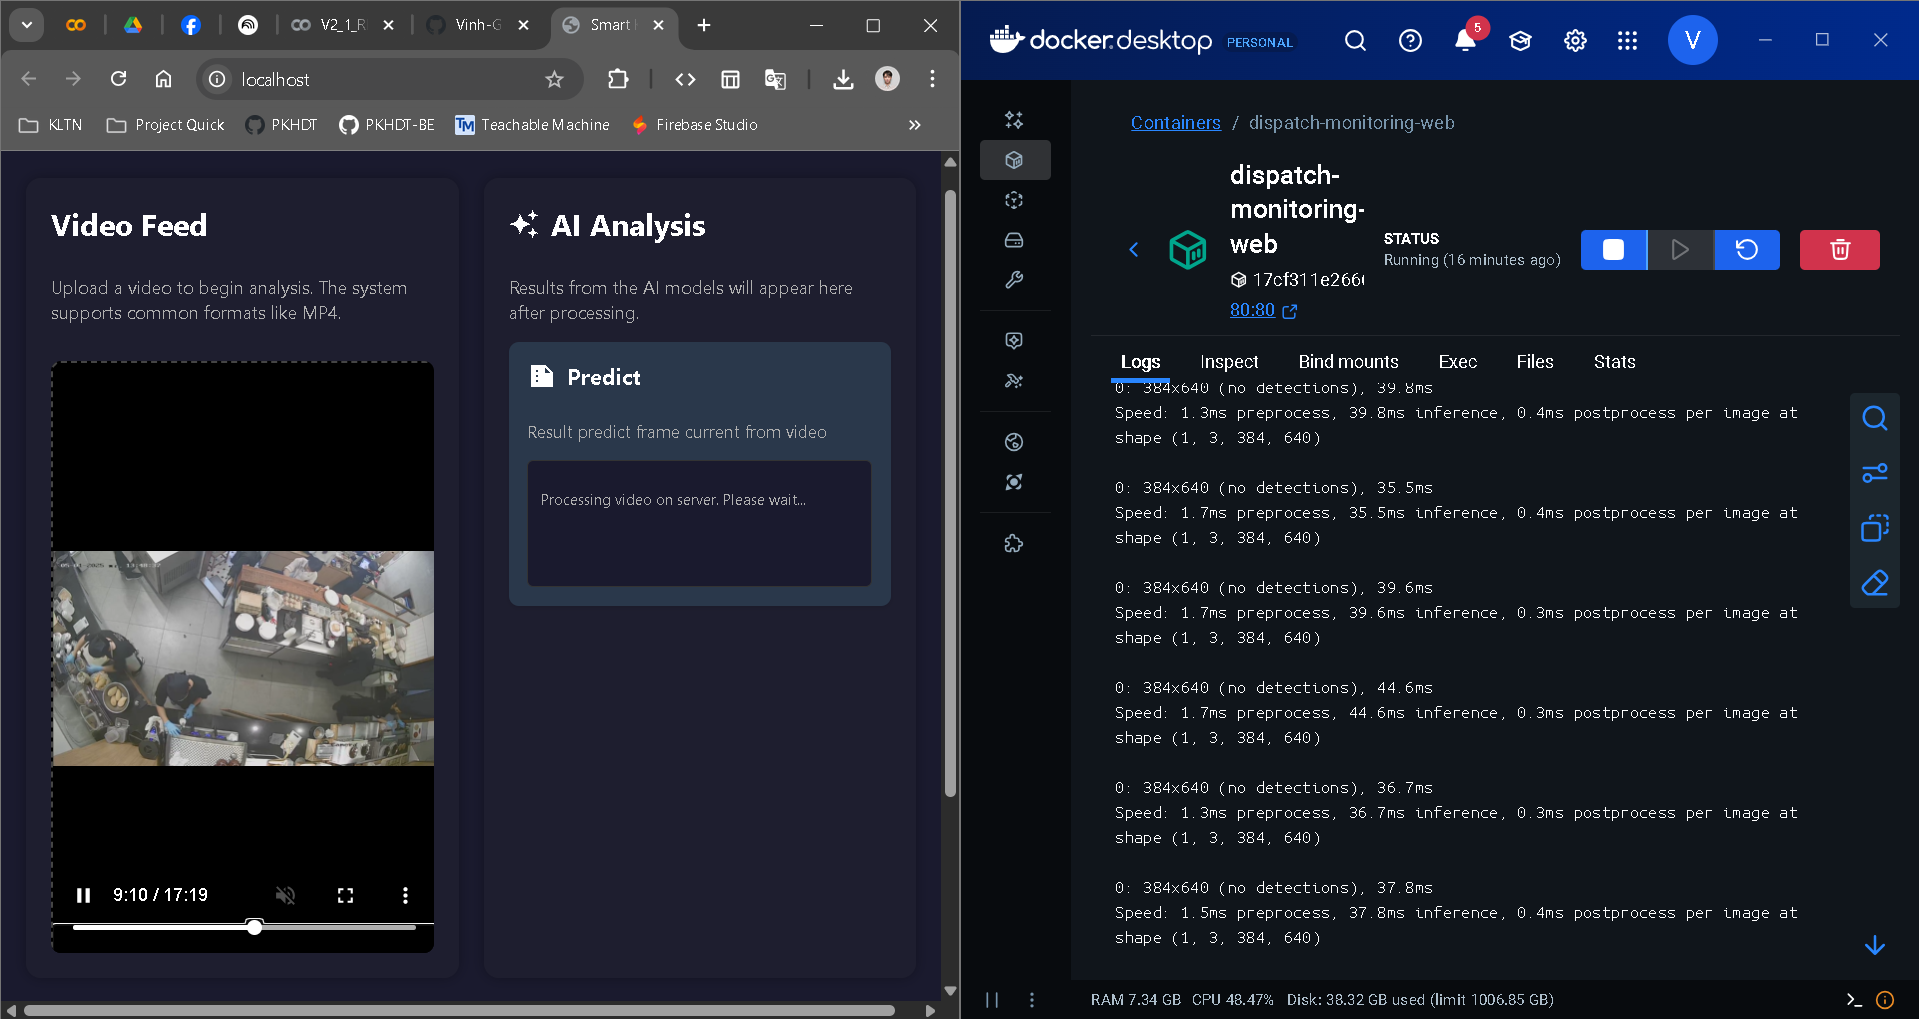 V2_1_R
Vinh-G
Smart
localhost
KLTN
Project Quick
PKHDT
PKHDT-BE
TM
Teachable Machine
Firebase Studio
»
Video Feed
Upload a video to begin analysis. The system
supports common formats like MP4.
9:10 / 17:19
AI Analysis
Results from the AI models will appear here
after processing.
Predict
Result predict frame current from video
Processing video on server. Please wait...
docker.desktop
PERSONAL
5
V
Containers / dispatch-monitoring-web
dispatch-
monitoring-
web
17cf311e266
80:80
STATUS
Running (16 minutes ago)
Logs
Inspect
Bind mounts
Exec
Files
Stats
0: 384x640 (no detections), 39.8ms
Speed: 1.3ms preprocess, 39.8ms inference, 0.4ms postprocess per image at
shape (1, 3, 384, 640)
0: 384x640 (no detections), 35.5ms
Speed: 1.7ms preprocess, 35.5ms inference, 0.4ms postprocess per image at
shape (1, 3, 384, 640)
0: 384x640 (no detections), 39.6ms
Speed: 1.7ms preprocess, 39.6ms inference, 0.3ms postprocess per image at
shape (1, 3, 384, 640)
0: 384x640 (no detections), 44.6ms
Speed: 1.7ms preprocess, 44.6ms inference, 0.3ms postprocess per image at
shape (1, 3, 384, 640)
0: 384x640 (no detections), 36.7ms
Speed: 1.3ms preprocess, 36.7ms inference, 0.3ms postprocess per image at
shape (1, 3, 384, 640)
0: 384x640 (no detections), 37.8ms
Speed: 1.5ms preprocess, 37.8ms inference, 0.4ms postprocess per image at
shape (1, 3, 384, 640)
RAM 7.34 GB CPU 48.47% Disk: 38.32 GB used (limit 1006.85 GB)